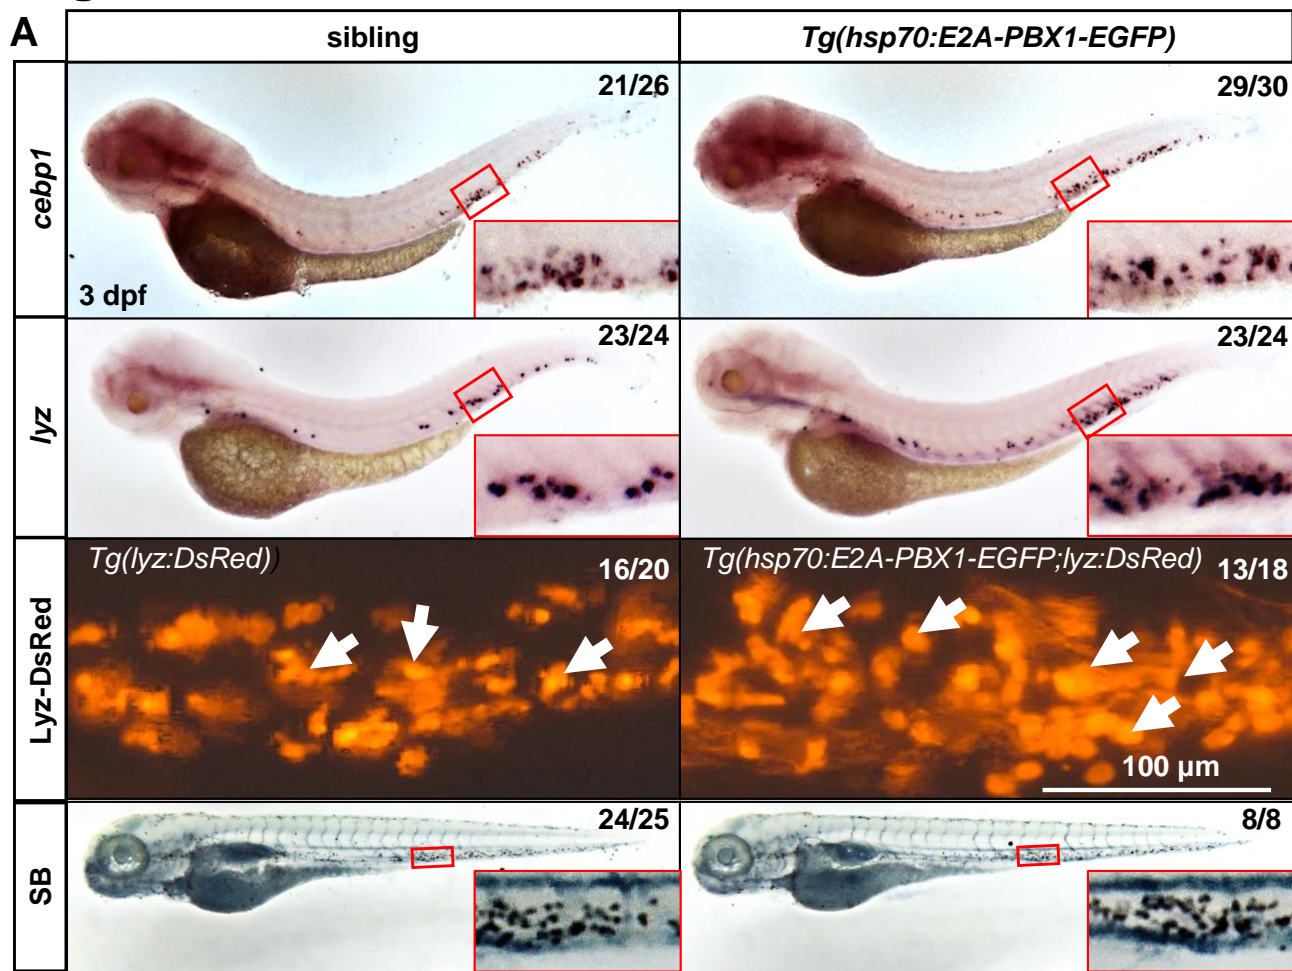 A
sibling
Tg(hsp70:E2A-PBX1-EGFP)
cebp1
21/26
3 dpf
29/30
lyz
23/24
23/24
Lyz-DsRed
Tg(lyz:DsRed))
16/20
Tg(hsp70:E2A-PBX1-EGFP;lyz:DsRed)
13/18
100 µm
SB
24/25
8/8